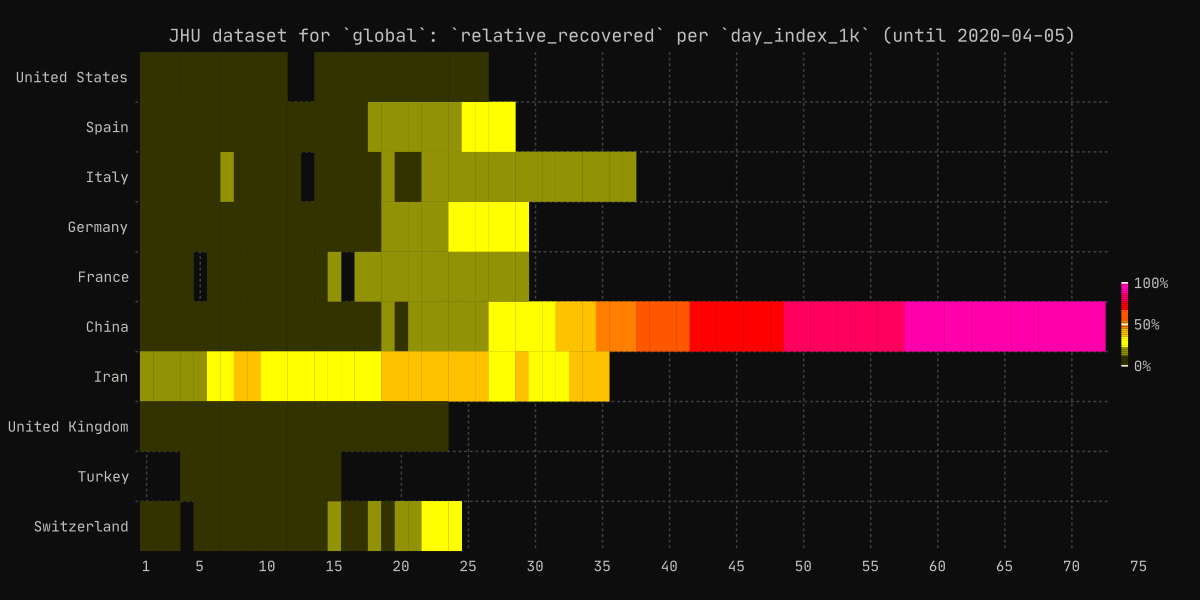 JHU dataset for `global`: `relative_recovered` per `day_index_1k` (until 2020-04-05)
United States
Spain
Italy
Germany
France
China
Iran
United Kingdom
Turkey
Switzerland
100%
50%
0%
1 5 10 15 20 25 30 35 40 45 50 55 60 65 70 75